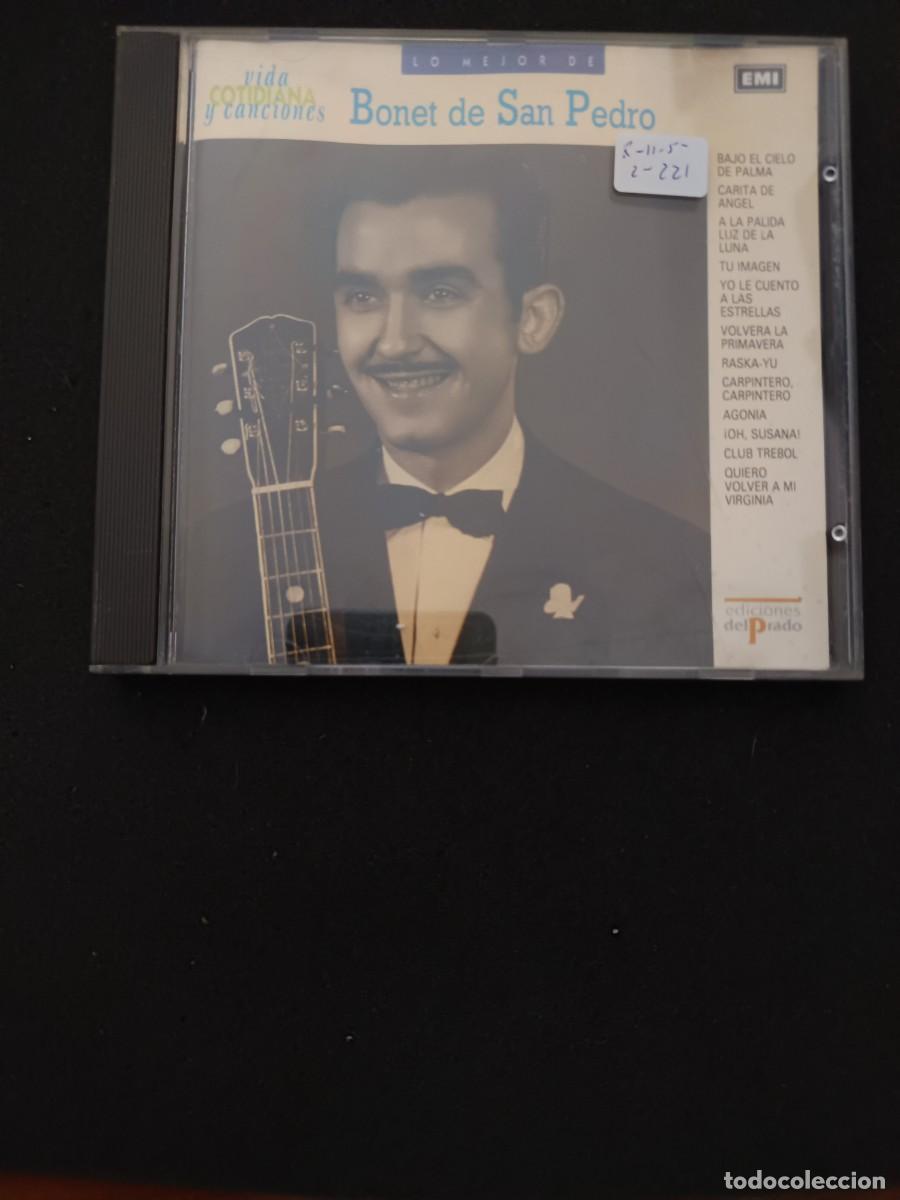 LO MEJOR DE
EMI
vida
COTIDIANA
y canciones
Bonet de San Pedro
R-11-5-
2-221
BAJO EL CIELO
DE PALMA
CARITA DE
ANGEL
A LA PALIDA
LUZ DE LA
LUNA
TU IMAGEN
YO LE CUENTO
A LAS
ESTRELLAS
VOLVERA LA
PRIMAVERA
RASKA-YU
CARPINTERO,
CARPINTERO
AGONIA
¡OH, SUSANA!
CLUB TREBOL
QUIERO
VOLVER A MI
VIRGINIA
ediciones
delPrado
todocoleccion